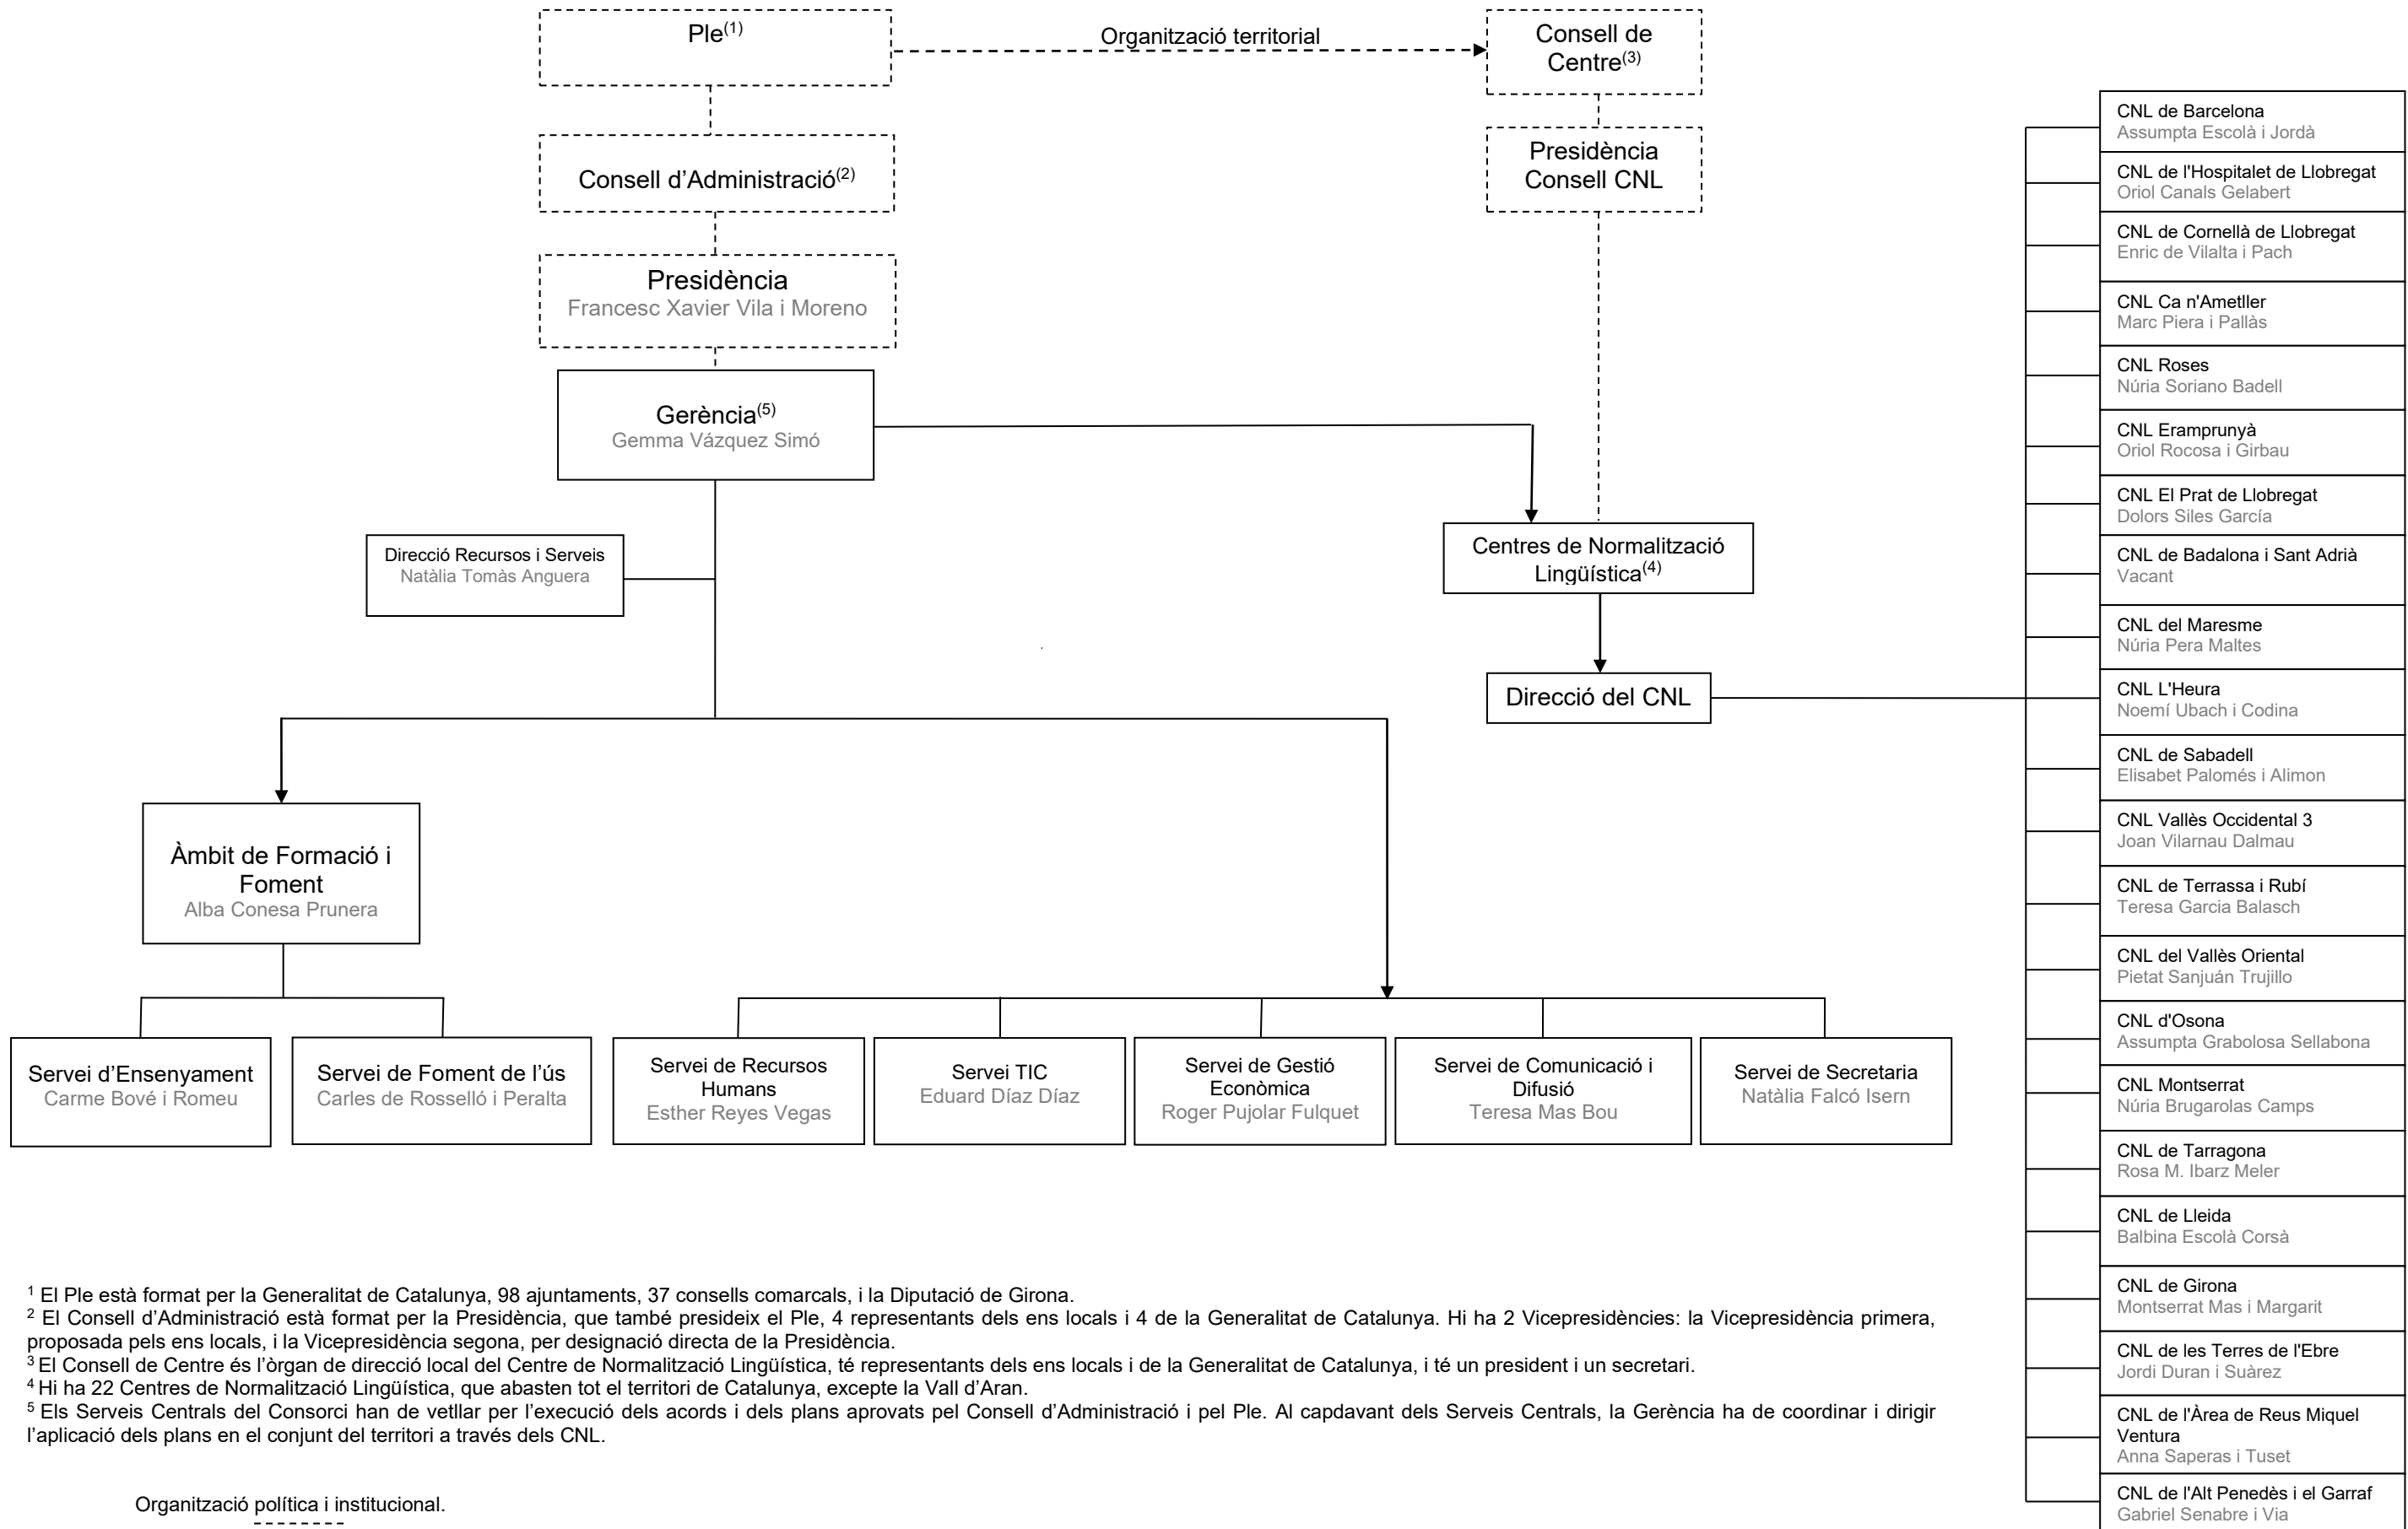 Ple(1)
Organització territorial
Consell de
Centre(3)
Consell d’Administració(2)
Presidència
Consell CNL
Presidència
Francesc Xavier Vila i Moreno
Gerència(5)
Gemma Vázquez Simó
Direcció Recursos i Serveis
Natàlia Tomàs Anguera
Centres de Normalització
Lingüística(4)
Direcció del CNL
Àmbit de Formació i
Foment
Alba Conesa Prunera
Servei d’Ensenyament
Carme Bové i Romeu
Servei de Foment de l’ús
Carles de Rosselló i Peralta
Servei de Recursos
Humans
Esther Reyes Vegas
Servei TIC
Eduard Díaz Díaz
Servei de Gestió
Econòmica
Roger Pujolar Fulquet
Servei de Comunicació i
Difusió
Teresa Mas Bou
Servei de Secretaria
Natàlia Falcó Isern
CNL de Barcelona
Assumpta Escolà i Jordà
CNL de l'Hospitalet de Llobregat
Oriol Canals Gelabert
CNL de Cornellà de Llobregat
Enric de Vilalta i Pach
CNL Ca n'Ametller
Marc Piera i Pallàs
CNL Roses
Núria Soriano Badell
CNL Eramprunyà
Oriol Rocosa i Girbau
CNL El Prat de Llobregat
Dolors Siles García
CNL de Badalona i Sant Adrià
Vacant
CNL del Maresme
Núria Pera Maltes
CNL L'Heura
Noemí Ubach i Codina
CNL de Sabadell
Elisabet Palomés i Alimon
CNL Vallès Occidental 3
Joan Vilarnau Dalmau
CNL de Terrassa i Rubí
Teresa Garcia Balasch
CNL del Vallès Oriental
Pietat Sanjuán Trujillo
CNL d'Osona
Assumpta Grabolosa Sellabona
CNL Montserrat
Núria Brugarolas Camps
CNL de Tarragona
Rosa M. Ibarz Meler
CNL de Lleida
Balbina Escolà Corsà
CNL de Girona
Montserrat Mas i Margarit
CNL de les Terres de l'Ebre
Jordi Duran i Suàrez
CNL de l'Àrea de Reus Miquel
Ventura
Anna Saperas i Tuset
CNL de l'Alt Penedès i el Garraf
Gabriel Senabre i Via
1 El Ple està format per la Generalitat de Catalunya, 98 ajuntaments, 37 consells comarcals, i la Diputació de Girona.
2 El Consell d’Administració està format per la Presidència, que també presideix el Ple, 4 representants dels ens locals i 4 de la Generalitat de Catalunya. Hi ha 2 Vicepresidències: la Vicepresidència primera,
proposada pels ens locals, i la Vicepresidència segona, per designació directa de la Presidència.
3 El Consell de Centre és l’òrgan de direcció local del Centre de Normalització Lingüística, té representants dels ens locals i de la Generalitat de Catalunya, i té un president i un secretari.
4 Hi ha 22 Centres de Normalització Lingüística, que abasten tot el territori de Catalunya, excepte la Vall d’Aran.
5 Els Serveis Centrals del Consorci han de vetllar per l’execució dels acords i dels plans aprovats pel Consell d’Administració i pel Ple. Al capdavant dels Serveis Centrals, la Gerència ha de coordinar i dirigir
l’aplicació dels plans en el conjunt del territori a través dels CNL.
Organització política i institucional.